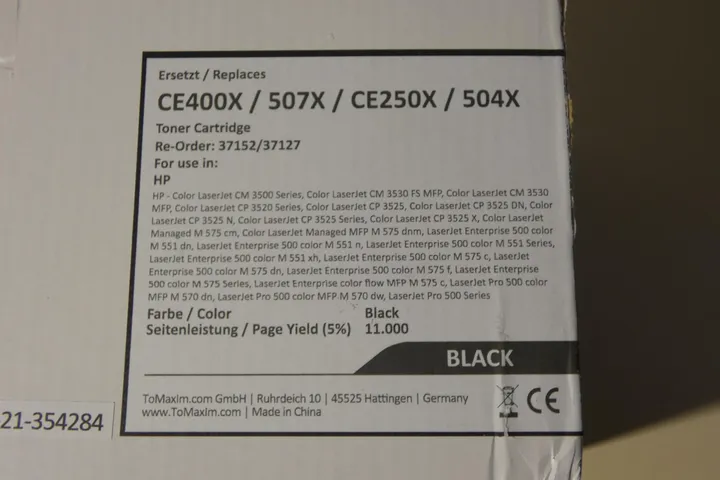 Ersetzt / Replaces
CE400X / 507X / CE250X / 504X
Toner Cartridge
Re-Order: 37152/37127
For use in:
HP
HP - Color LaserJet CM 3500 Series, Color LaserJet CM 3530 FS MFP, Color LaserJet CM 3530
MFP, Color LaserJet CP 3520 Series, Color LaserJet CP 3525, Color LaserJet CP 3525 DN, Color
LaserJet CP 3525 N, Color LaserJet CP 3525 Series, Color LaserJet CP 3525 X, Color LaserJet
Managed M 575 cm, Color LaserJet Managed MFP M 575 dnm, LaserJet Enterprise 500 color
M 551 dn, LaserJet Enterprise 500 color M 551 n, LaserJet Enterprise 500 color M 551 Series,
LaserJet Enterprise 500 color M 551 xh, LaserJet Enterprise 500 color M 575 c, LaserJet
Enterprise 500 color M 575 dn, LaserJet Enterprise 500 color M 575 f, LaserJet Enterprise
500 color M 575 Series, LaserJet Enterprise color flow MFP M 575 c, LaserJet Pro 500 color
MFP M 570 dn, LaserJet Pro 500 color MFP M 570 dw, LaserJet Pro 500 Series
Farbe / Color Black
Seitenleistung / Page Yield (5%) 11.000
BLACK
ToMaxim.com GmbH | Ruhrdeich 10 | 45525 Hattingen | Germany
www.ToMaxim.com | Made in China
CE
21-354284